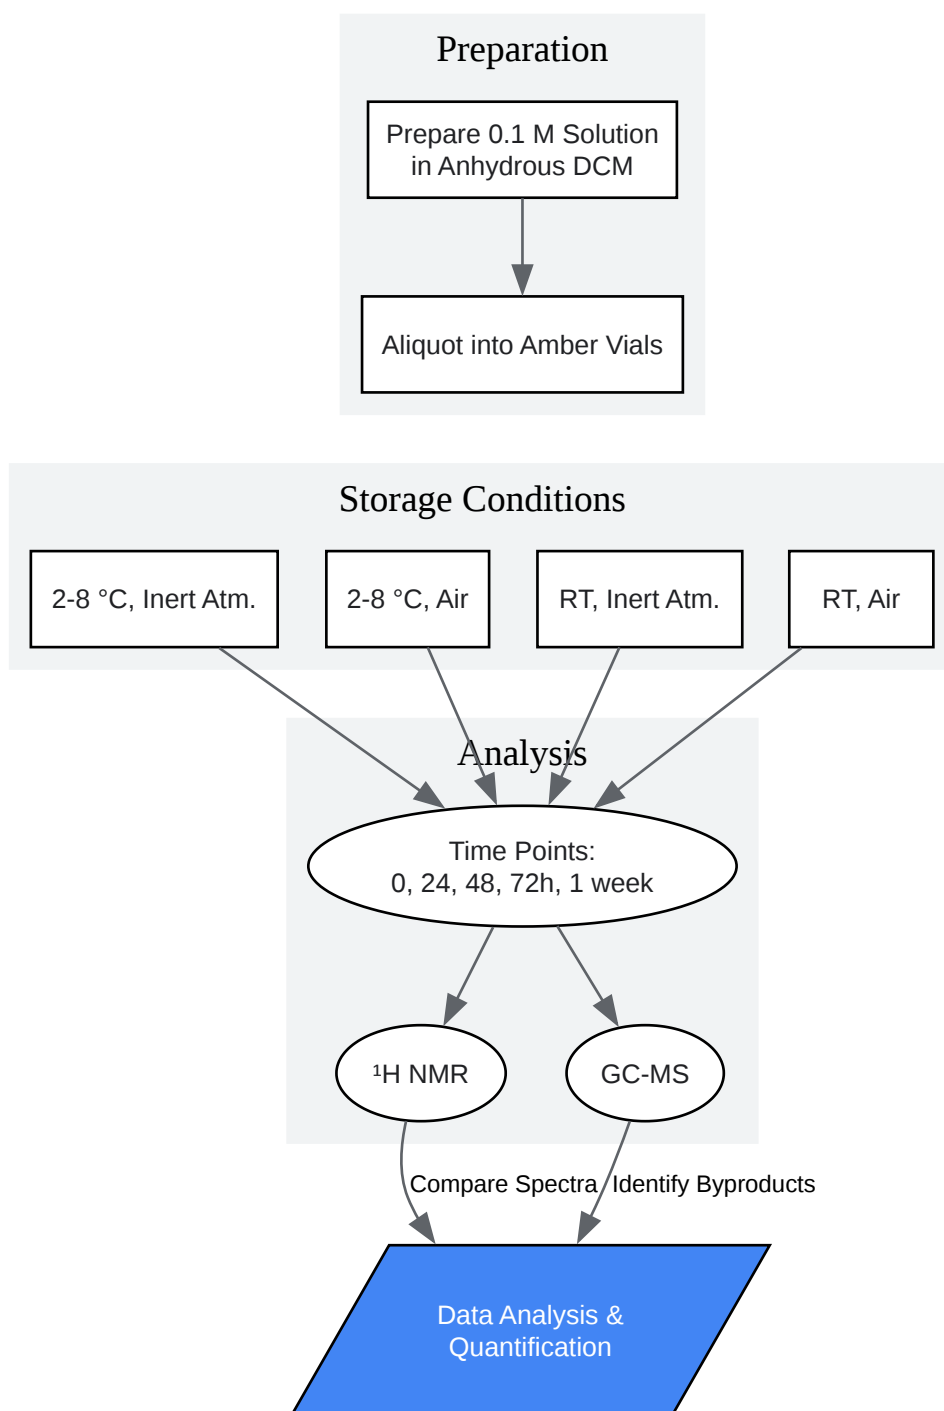 Preparation
Prepare 0.1 M Solution
in Anhydrous DCM
Aliquot into Amber Vials
Storage Conditions
2-8 °C, Inert Atm.
2-8 °C, Air
RT, Inert Atm.
RT, Air
Analysis
Time Points:
0, 24, 48, 72h, 1 week
¹H NMR
GC-MS
Compare Spectra
Identify Byproducts
Data Analysis &
Quantification